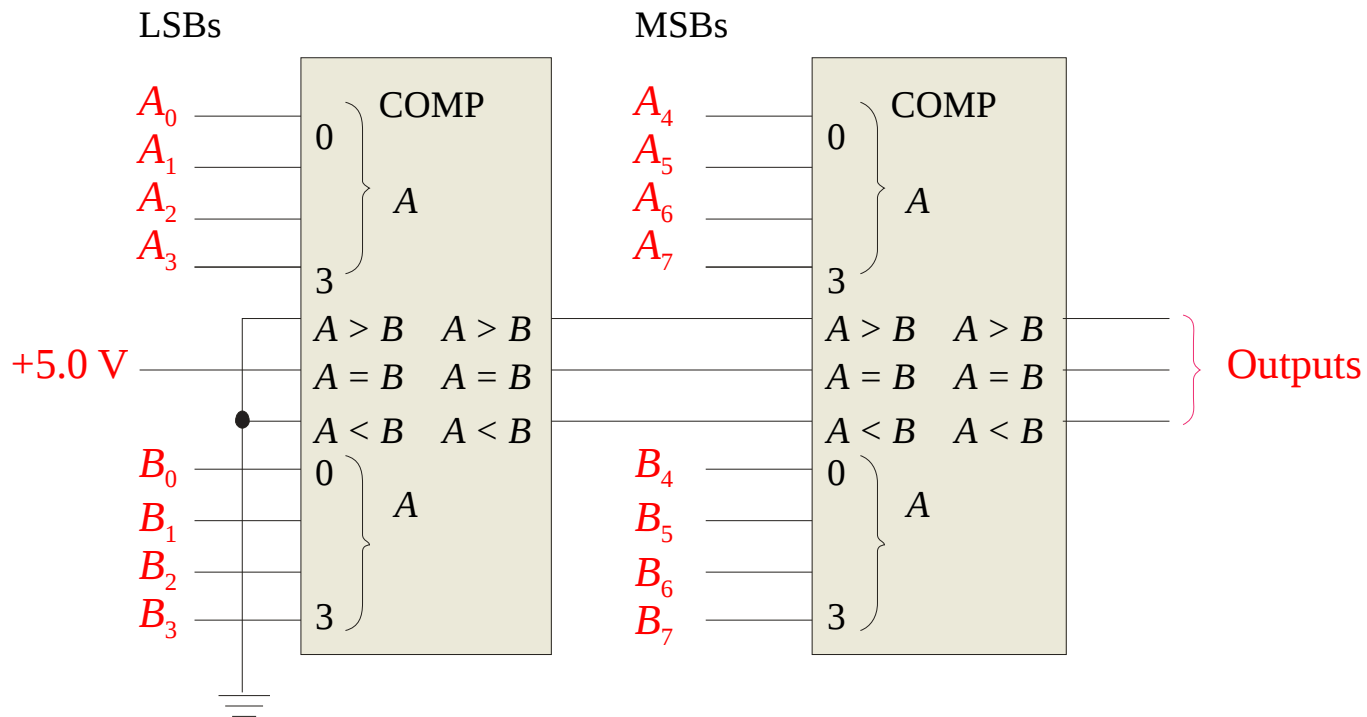 LSBs
MSBs
COMP
COMP
A0
A1
A2
A3
0
A
3
A4
A5
A6
A7
0
A
3
+5.0 V
A > B A > B
A = B A = B
A < B A < B
A > B A > B
A = B A = B
A < B A < B
Outputs
B0
B1
B2
B3
0
A
3
B4
B5
B6
B7
0
A
3